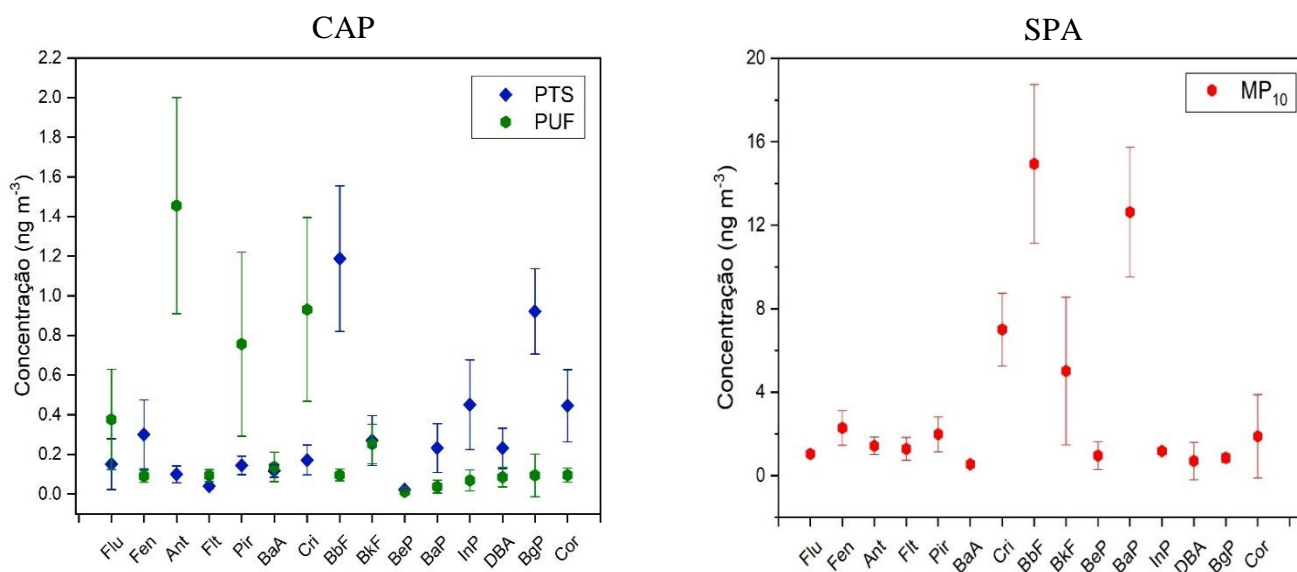 CAP
2.2
2.0
1.8
1.6
1.4
1.2
1.0
0.8
0.6
0.4
0.2
0.0
Concentração (ng m⁻³)
PTS
PUF
Flu Fen Ant Flt Pir BaA Cri BbF BkF BeP BaP InP DBA BgP Cor
SPA
20
16
12
8
4
0
Concentração (ng m⁻³)
MP₁₀
Flu Fen Ant Flt Pir BaA Cri BbF BkF BeP BaP InP DBA BgP Cor